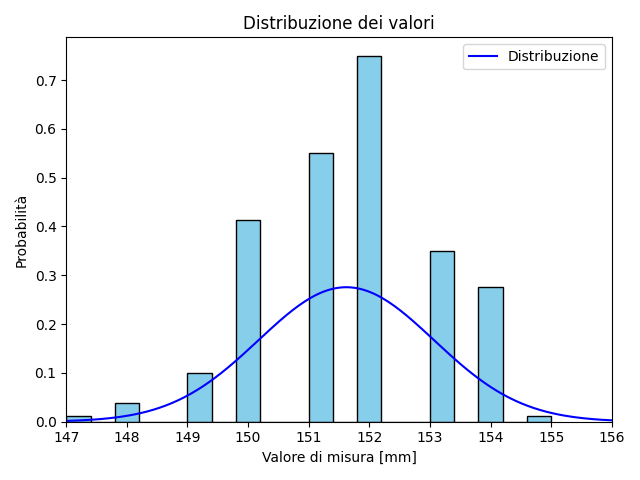 Distribuzione dei valori
Distribuzione
Probabilità
0.7
0.6
0.5
0.4
0.3
0.2
0.1
0.0
147 148 149 150 151 152 153 154 155 156
Valore di misura [mm]